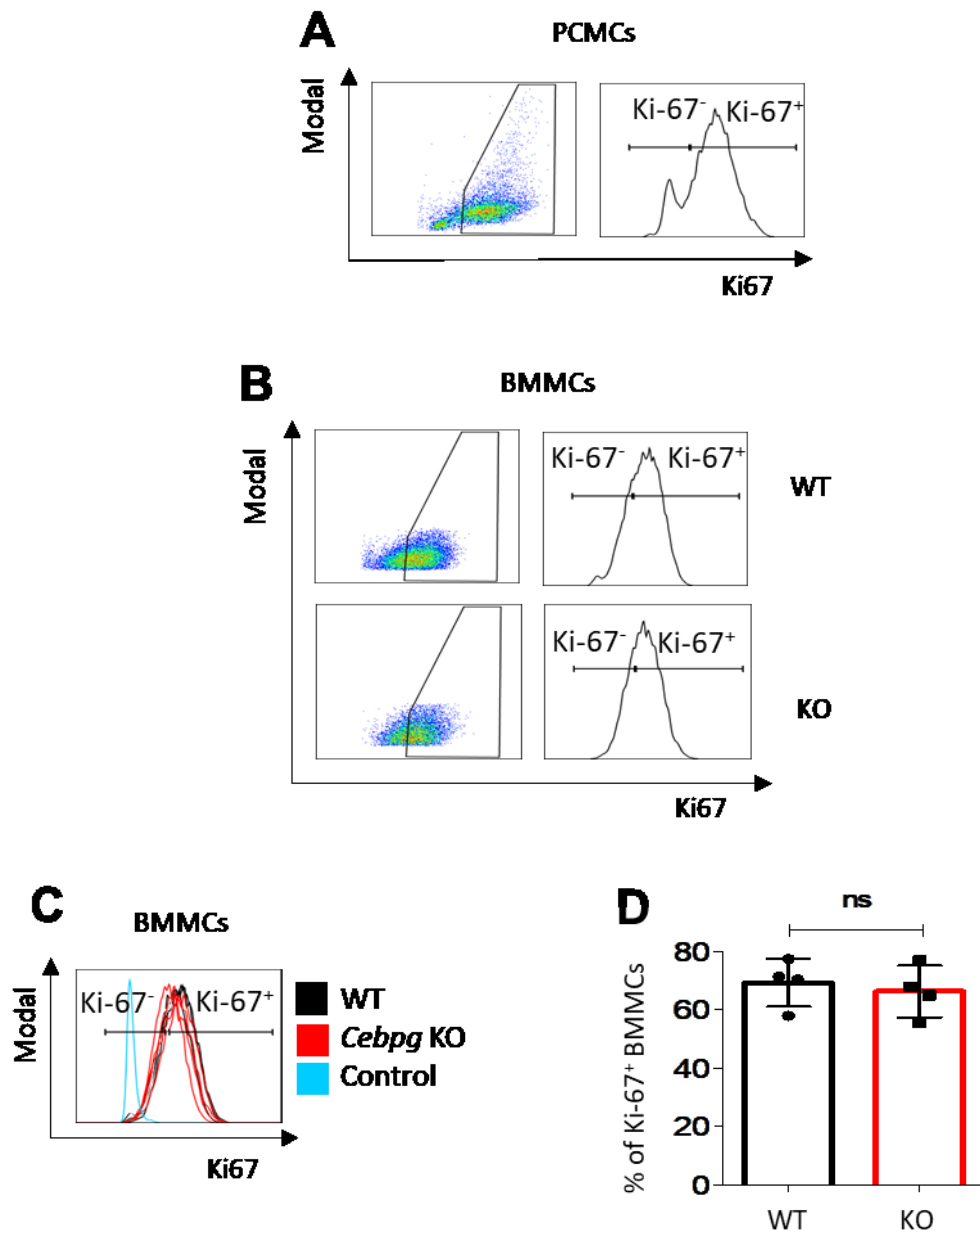 A
PCMCs
Modal
Ki-67⁻ Ki-67⁺
Ki67
B
BMMCs
Modal
Ki-67⁻ Ki-67⁺
WT
Ki-67⁻ Ki-67⁺
KO
Ki67
C
BMMCs
Modal
Ki-67⁻ Ki-67⁺
WT
Cebpg KO
Control
Ki67
D
ns
% of Ki-67⁺ BMMCs
80
60
40
20
0
WT KO